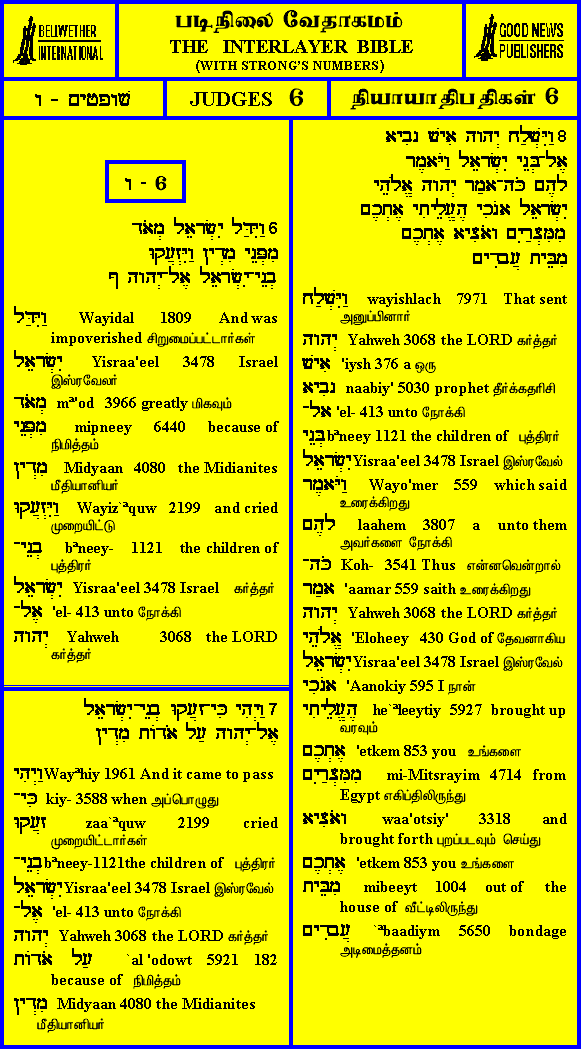 BELLWETHER
INTERNATIONAL
படிநிலை வேதாகமம்
THE INTERLAYER BIBLE
(WITH STRONG'S NUMBERS)
GOOD NEWS
PUBLISHERS
שופטים - ו
JUDGES 6
நியாயாதிபதிகள் 6
ו - 6
6 וַיִּדַּל יִשְׂרָאֵל מְאֹד
מִפְּנֵי מִדְיָן וַיִּזְעֲקוּ
בְנֵי־יִשְׂרָאֵל אֶל־יְהוָה ף
וַיִּדַּל Wayidal 1809 And was
impoverished சிறுமைப்பட்டார்கள்
יִשְׂרָאֵל Yisraa'eel 3478 Israel
இஸ்ரவேலர்
מְאֹד mᵃ'od 3966 greatly மிகவும்
מִפְּנֵי mipneey 6440 because of
நிமித்தம்
מִדְיָן Midyaan 4080 the Midianites
மீதியானியர்
וַיִּזְעֲקוּ Wayiz`ᵃquw 2199 and cried
முறையிட்டு
בְנֵי־ bᵃneey- 1121 the children of
புத்திரர்
יִשְׂרָאֵל Yisraa'eel 3478 Israel கர்த்தர்
אֶל־ 'el- 413 unto நோக்கி
יְהוָה Yahweh 3068 the LORD
கர்த்தர்
7 וַיְהִי כִּי־זָעֲקוּ בְנֵי־יִשְׂרָאֵל
אֶל־יְהוָה עַל אֹדוֹת מִדְיָן
וַיְהִי Wayᵃhiy 1961 And it came to pass
כִּי־ kiy- 3588 when அப்பொழுது
זָעֲקוּ zaa`ᵃquw 2199 cried
முறையிட்டார்கள்
בְנֵי־ bᵃneey-1121the children of புத்திரர்
יִשְׂרָאֵל Yisraa'eel 3478 Israel இஸ்ரவேல்
אֶל־ 'el- 413 unto நோக்கி
יְהוָה Yahweh 3068 the LORD கர்த்தர்
עַל אֹדוֹת `al 'odowt 5921 182
because of நிமித்தம்
מִדְיָן Midyaan 4080 the Midianites
மீதியானியர்
8 וַיִּשְׁלַח יְהוָה אִישׁ נָבִיא
אֶל־בְּנֵי יִשְׂרָאֵל וַיֹּאמֶר
לָהֶם כֹּה־אָמַר יְהוָה אֱלֹהֵי
יִשְׂרָאֵל אָנֹכִי הֶעֱלֵיתִי אֶתְכֶם
מִמִּצְרַיִם וָאֹצִיא אֶתְכֶם
מִבֵּית עֲבָדִים
וַיִּשְׁלַח wayishlach 7971 That sent
அனுப்பினார்
יְהוָה Yahweh 3068 the LORD கர்த்தர்
אִישׁ 'iysh 376 a ஒரு
נָבִיא naabiy' 5030 prophet தீர்க்கதரிசி
אֶל־ 'el- 413 unto நோக்கி
בְּנֵי bᵃneey 1121 the children of புத்திரர்
יִשְׂרָאֵל Yisraa'eel 3478 Israel இஸ்ரவேல்
וַיֹּאמֶר Wayo'mer 559 which said
உரைக்கிறது
לָהֶם laahem 3807 a unto them
அவர்களை நோக்கி
כֹּה־ Koh- 3541 Thus என்னவென்றால்
אָמַר 'aamar 559 saith உரைக்கிறது
יְהוָה Yahweh 3068 the LORD கர்த்தர்
אֱלֹהֵי 'Eloheey 430 God of தேவனாகிய
יִשְׂרָאֵל Yisraa'eel 3478 Israel இஸ்ரவேல்
אָנֹכִי 'Aanokiy 595 I நான்
הֶעֱלֵיתִי he`ᵃleeytiy 5927 brought up
வரவும்
אֶתְכֶם 'etkem 853 you உங்களை
מִמִּצְרַיִם mi-Mitsrayim 4714 from
Egypt எகிப்திலிருந்து
וָאֹצִיא waa'otsiy' 3318 and
brought forth புறப்படவும் செய்து
אֶתְכֶם 'etkem 853 you உங்களை
מִבֵּית mibeeyt 1004 out of the
house of வீட்டிலிருந்து
עֲבָדִים `ᵃbaadiym 5650 bondage
அடிமைத்தனம்